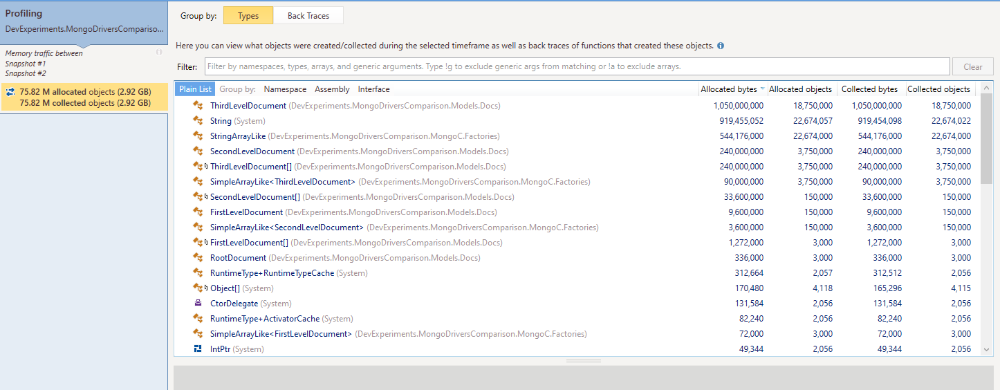 Profiling
DevExperiments.MongoDriversCompariso...
Memory traffic between
Snapshot #1
Snapshot #2
75.82 M allocated objects (2.92 GB)
75.82 M collected objects (2.92 GB)
Group by: Types Back Traces
Here you can view what objects were created/collected during the selected timeframe as well as back traces of functions that created these objects.
Filter: Filter by namespaces, types, arrays, and generic arguments. Type !g to exclude generic args from matching or !a to exclude arrays. Clear
Plain List Group by: Namespace Assembly Interface Allocated bytes Allocated objects Collected bytes Collected objects
ThirdLevelDocument (DevExperiments.MongoDriversComparison.Models.Docs) 1,050,000,000 18,750,000 1,050,000,000 18,750,000
String (System) 919,455,052 22,674,057 919,454,098 22,674,022
StringArrayLike (DevExperiments.MongoDriversComparison.MongoC.Factories) 544,176,000 22,674,000 544,176,000 22,674,000
SecondLevelDocument (DevExperiments.MongoDriversComparison.Models.Docs) 240,000,000 3,750,000 240,000,000 3,750,000
ThirdLevelDocument[] (DevExperiments.MongoDriversComparison.Models.Docs) 240,000,000 3,750,000 240,000,000 3,750,000
SimpleArrayLike<ThirdLevelDocument> (DevExperiments.MongoDriversComparison.MongoC.Factories) 90,000,000 3,750,000 90,000,000 3,750,000
SecondLevelDocument[] (DevExperiments.MongoDriversComparison.Models.Docs) 33,600,000 150,000 33,600,000 150,000
FirstLevelDocument (DevExperiments.MongoDriversComparison.Models.Docs) 9,600,000 150,000 9,600,000 150,000
SimpleArrayLike<SecondLevelDocument> (DevExperiments.MongoDriversComparison.MongoC.Factories) 3,600,000 150,000 3,600,000 150,000
FirstLevelDocument[] (DevExperiments.MongoDriversComparison.Models.Docs) 1,272,000 3,000 1,272,000 3,000
RootDocument (DevExperiments.MongoDriversComparison.Models.Docs) 336,000 3,000 336,000 3,000
RuntimeType+RuntimeTypeCache (System) 312,664 2,057 312,512 2,056
Object[] (System) 170,480 4,118 165,296 4,115
CtorDelegate (System) 131,584 2,056 131,584 2,056
RuntimeType+ActivatorCache (System) 82,240 2,056 82,240 2,056
SimpleArrayLike<FirstLevelDocument> (DevExperiments.MongoDriversComparison.MongoC.Factories) 72,000 3,000 72,000 3,000
IntPtr (System) 49,344 2,056 49,344 2,056